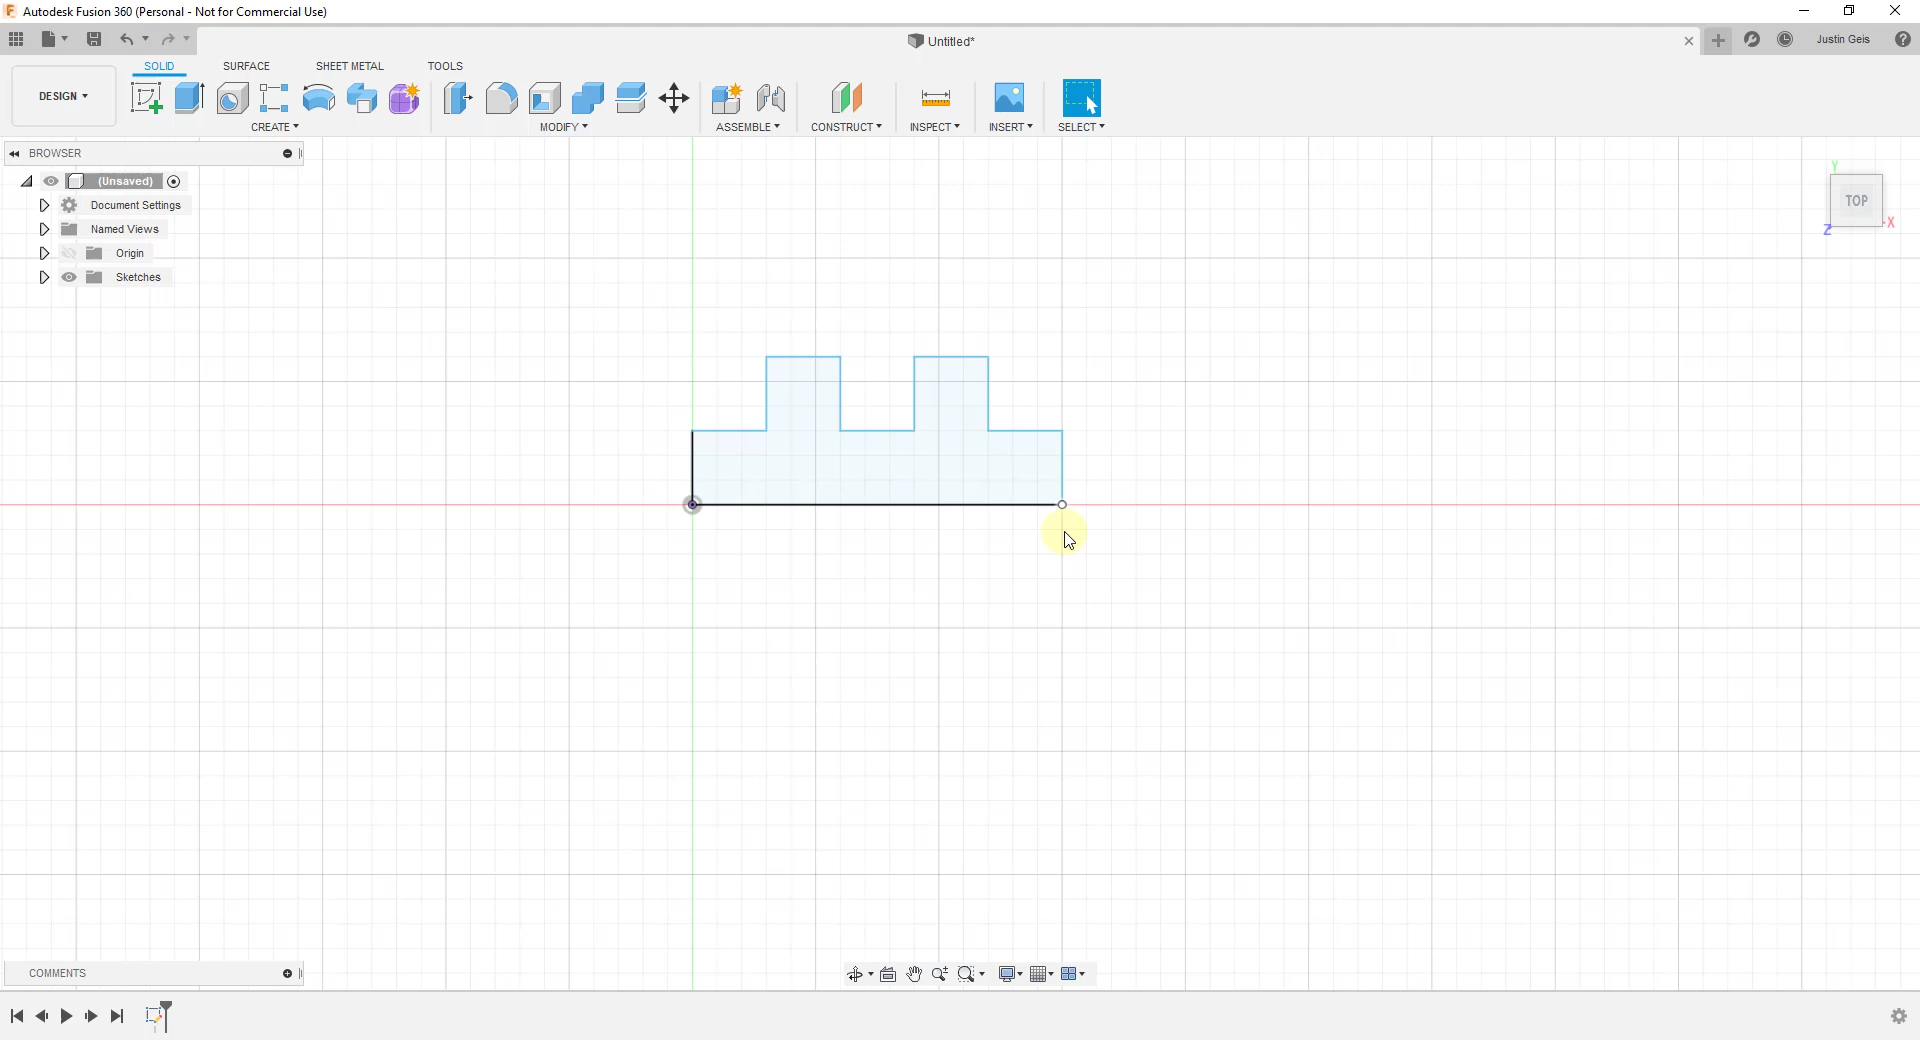 Autodesk Fusion 360 (Personal - Not for Commercial Use)
Untitled*
Justin Geis
DESIGN
SOLID
SURFACE
SHEET METAL
TOOLS
CREATE
MODIFY
ASSEMBLE
CONSTRUCT
INSPECT
INSERT
SELECT
BROWSER
(Unsaved)
Document Settings
Named Views
Origin
Sketches
Y
TOP
X
Z
COMMENTS